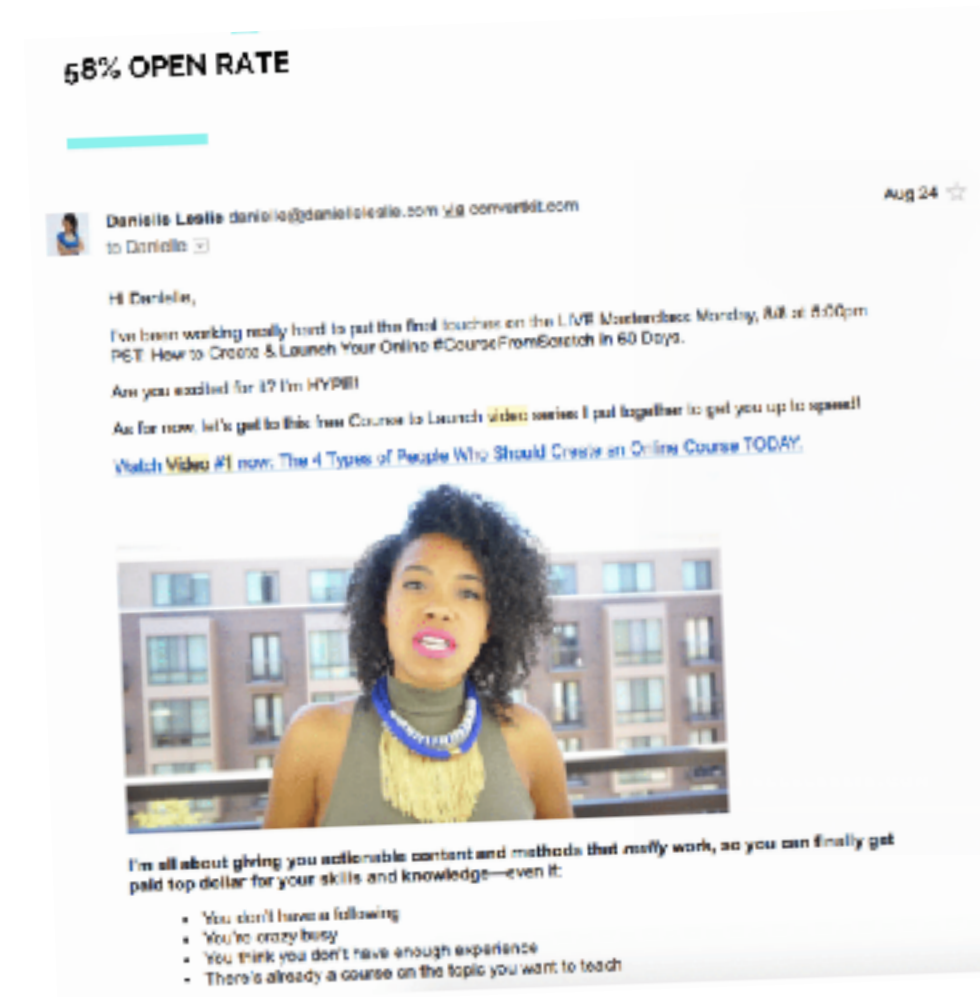 58% OPEN RATE
Danielle Leslie danielle@danielleleslie.com via convertkit.com
Aug 24
to Danielle
Hi Danielle,
I've been working really hard to put the final touches on the LIVE Masterclass Monday, at
PST: How to Create & Launch Your Online #CourseFromScratch in 60 Days.
Are you excited for it? I'm HYPE!!
As for now, let's get to this free Course to Launch video series I put together to get you up to speed!
Watch Video #1 now: The 4 Types of People Who Should Create an Online Course TODAY.
I'm all about giving you actionable content and methods that really work, so you can finally get
paid top dollar for your skills and knowledge—even if:
• You don't have a following
• You're crazy busy
• You think you don't have enough experience
• There's already a course on the topic you want to teach